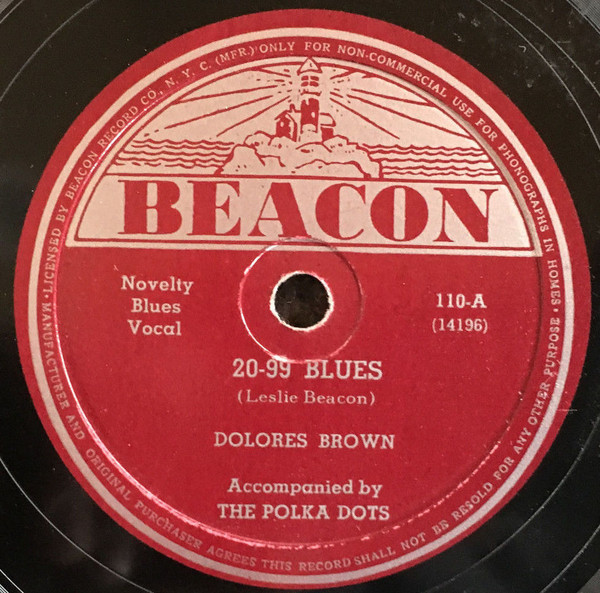 LICENSED BY BEACON RECORD CO., N. Y. C. (MFR.) ONLY FOR NON-COMMERCIAL USE FOR PHONOGRAPHS IN HOMES · MANUFACTURER AND ORIGINAL PURCHASER AGREES THIS RECORD SHALL NOT BE RESOLD FOR ANY OTHER PURPOSE ·
BEACON
Novelty
Blues
Vocal
110-A
(14196)
20-99 BLUES
(Leslie Beacon)
DOLORES BROWN
Accompanied by
THE POLKA DOTS